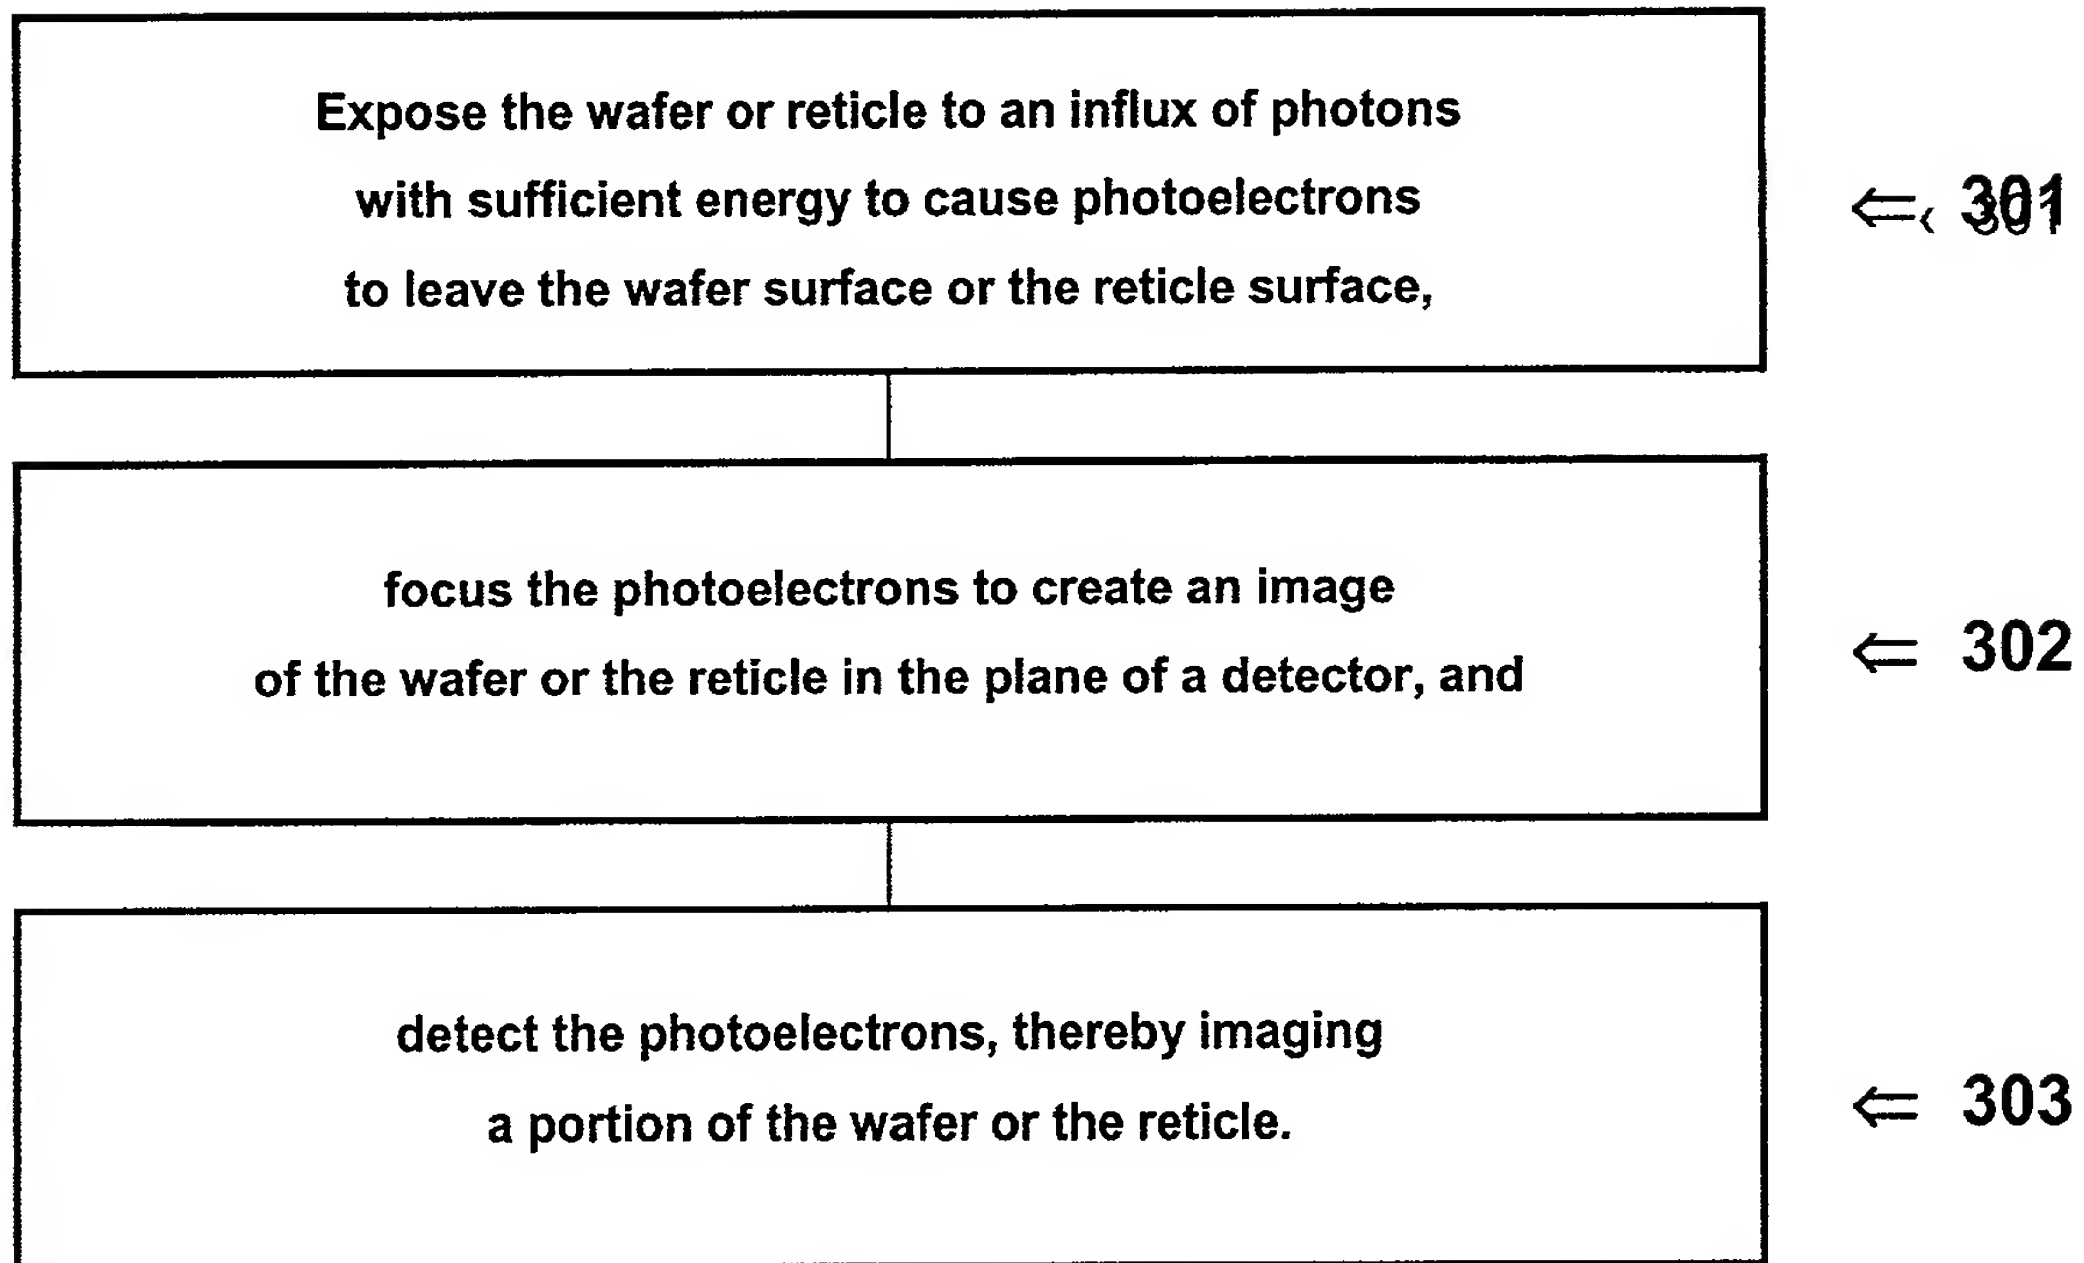 Expose the wafer or reticle to an influx of photons
with sufficient energy to cause photoelectrons
to leave the wafer surface or the reticle surface,
⇐ 301
focus the photoelectrons to create an image
of the wafer or the reticle in the plane of a detector, and
⇐ 302
detect the photoelectrons, thereby imaging
a portion of the wafer or the reticle.
⇐ 303